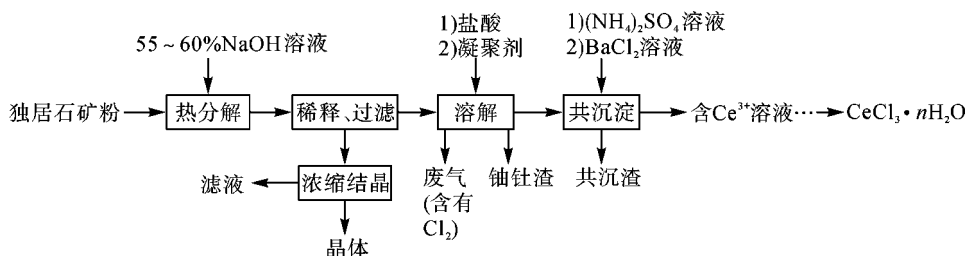 1)盐酸
2)凝聚剂
1)(NH₄)₂SO₄溶液
2)BaCl₂溶液
55~60%NaOH溶液
独居石矿粉
热分解
稀释、过滤
溶解
共沉淀
含Ce³⁺溶液…
CeCl₃·nH₂O
滤液
浓缩结晶
废气
(含有
Cl₂)
铀钍渣
共沉渣
晶体